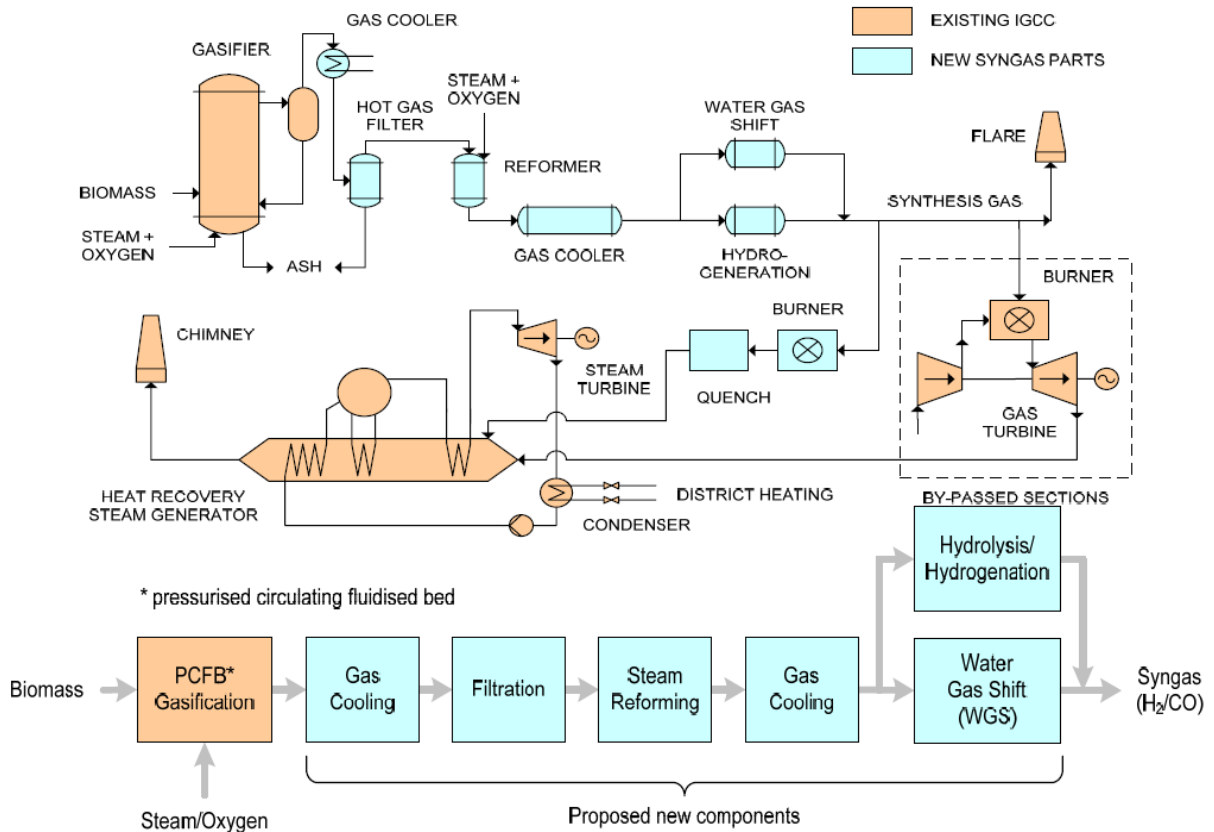 GAS COOLER
EXISTING IGCC
GASIFIER
NEW SYNGAS PARTS
STEAM +
OXYGEN
HOT GAS
FILTER
WATER GAS
SHIFT
FLARE
REFORMER
BIOMASS
SYNTHESIS GAS
STEAM +
OXYGEN
ASH
GAS COOLER
HYDRO-
GENERATION
BURNER
CHIMNEY
BURNER
STEAM
TURBINE
QUENCH
GAS
TURBINE
HEAT RECOVERY
STEAM GENERATOR
DISTRICT HEATING
CONDENSER
BY-PASSED SECTIONS
* pressurised circulating fluidised bed
Hydrolysis/
Hydrogenation
Biomass
PCFB*
Gasification
Gas
Cooling
Filtration
Steam
Reforming
Gas
Cooling
Water
Gas Shift
(WGS)
Syngas
(H₂/CO)
Steam/Oxygen
Proposed new components